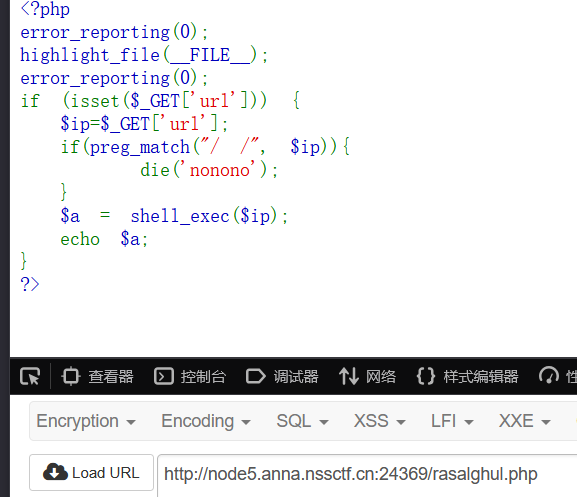 <?php
error_reporting(0);
highlight_file(__FILE__);
error_reporting(0);
if  (isset($_GET['url']))  {
    $ip=$_GET['url'];
    if(preg_match("/  /",  $ip)){
            die('nonono');
    }
    $a  =  shell_exec($ip);
    echo  $a;
}
?>
查看器 控制台 调试器 网络 {} 样式编辑器
Encryption Encoding SQL XSS LFI XXE
Load URL http://node5.anna.nssctf.cn:24369/rasalghul.php